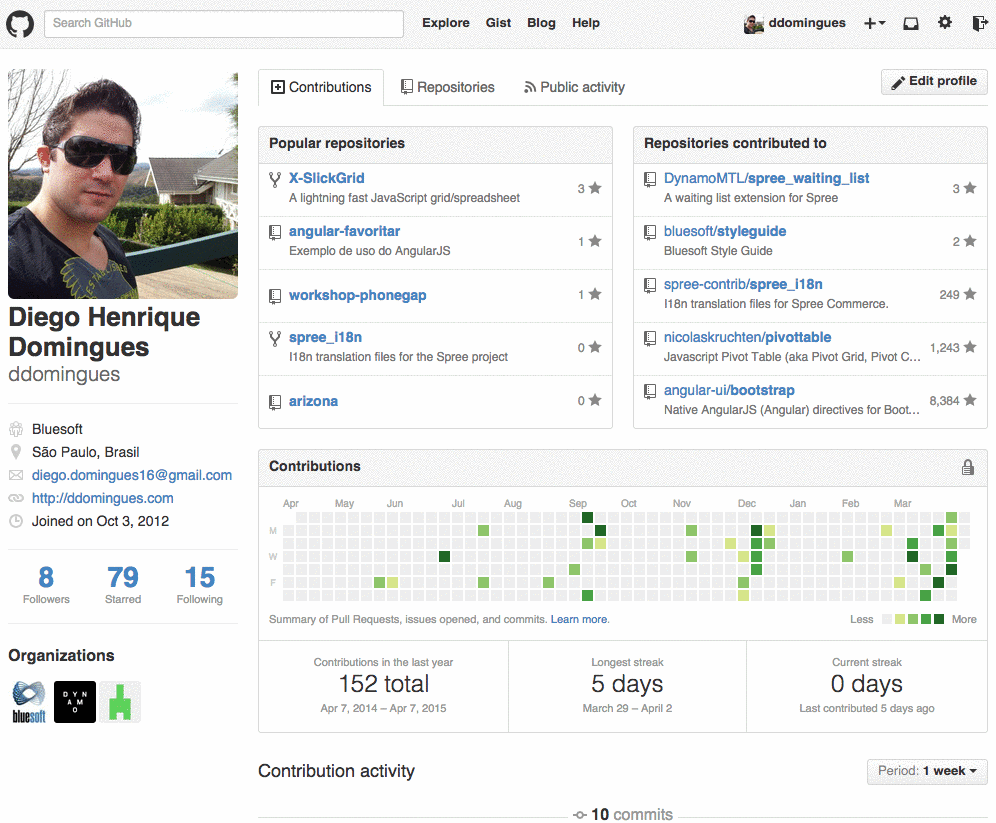 Search GitHub
Explore Gist Blog Help
ddomingues
Diego Henrique
Domingues
ddomingues
Bluesoft
São Paulo, Brasil
diego.domingues16@gmail.com
http://ddomingues.com
Joined on Oct 3, 2012
8 79 15
Followers Starred Following
Organizations
bluesoft
DYN
AM
O
Contributions Repositories Public activity
Edit profile
Popular repositories
X-SlickGrid
A lightning fast JavaScript grid/spreadsheet
3
angular-favoritar
Exemplo de uso do AngularJS
1
workshop-phonegap
1
spree_i18n
I18n translation files for the Spree project
0
arizona
0
Repositories contributed to
DynamoMTL/spree_waiting_list
A waiting list extension for Spree
3
bluesoft/styleguide
Bluesoft Style Guide
2
spree-contrib/spree_i18n
I18n translation files for Spree Commerce.
249
nicolaskruchten/pivottable
Javascript Pivot Table (aka Pivot Grid, Pivot C...
1,243
angular-ui/bootstrap
Native AngularJS (Angular) directives for Boot...
8,384
Contributions
Apr May Jun Jul Aug Sep Oct Nov Dec Jan Feb Mar
M
W
F
Summary of Pull Requests, issues opened, and commits. Learn more.
Less More
Contributions in the last year
152 total
Apr 7, 2014 – Apr 7, 2015
Longest streak
5 days
March 29 – April 2
Current streak
0 days
Last contributed 5 days ago
Contribution activity
Period: 1 week
10 commits